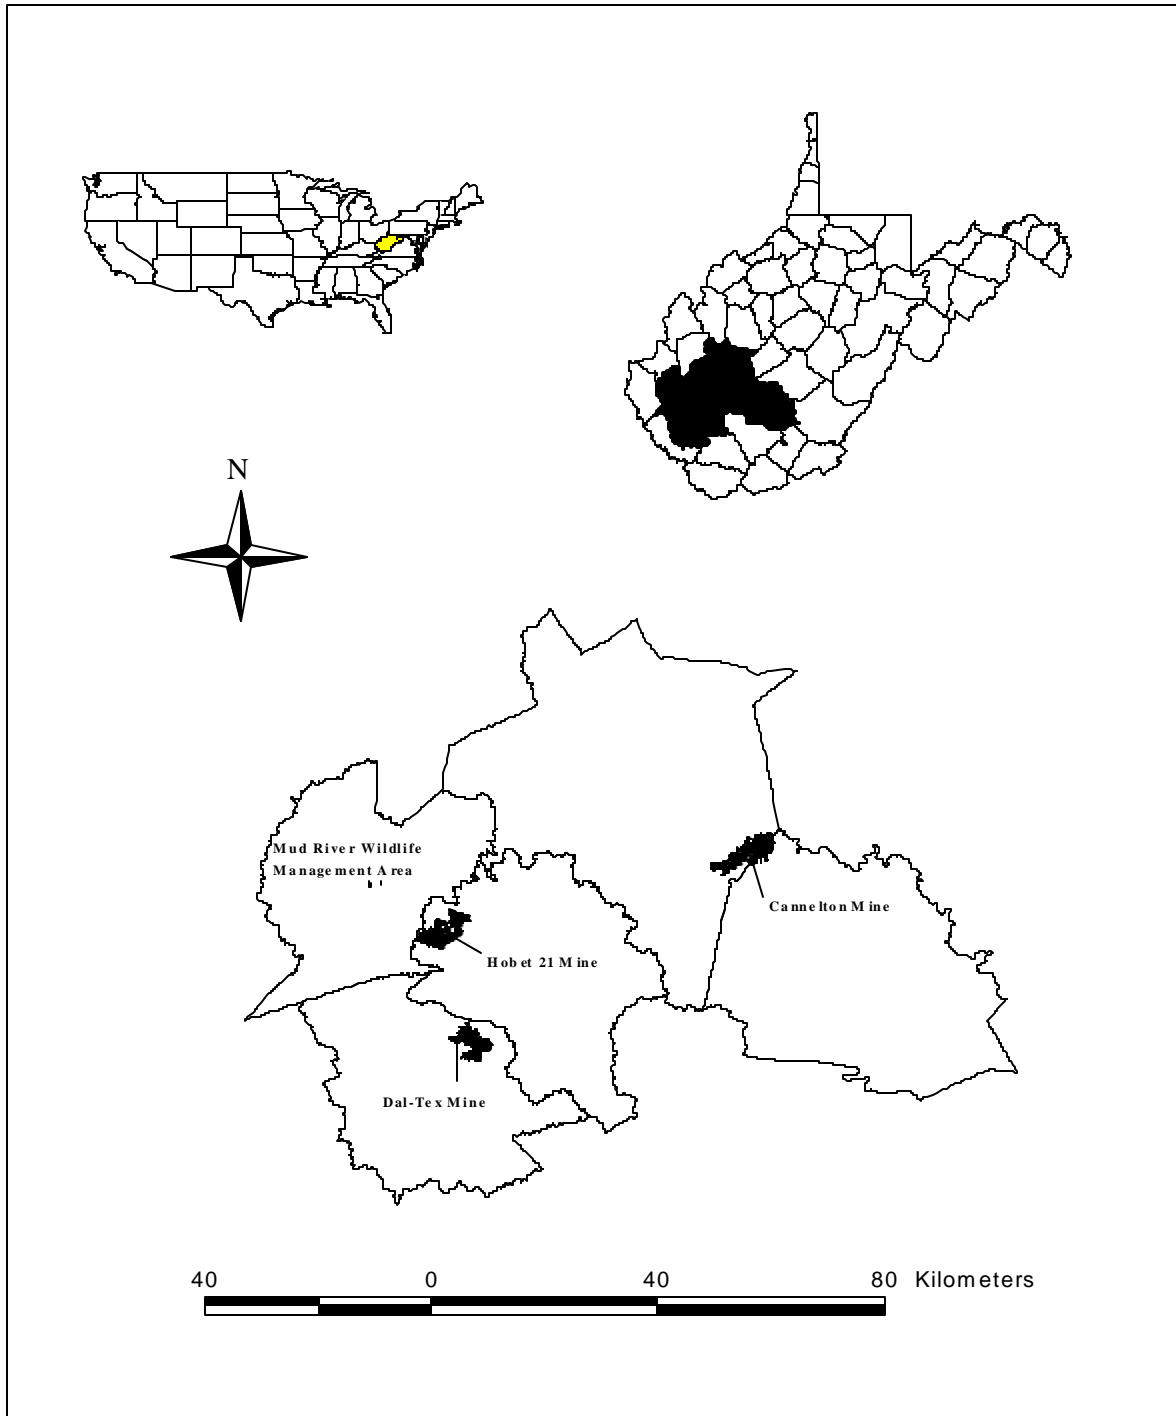 N
Mud River Wildlife
Management Area
Cannelton Mine
Hobet 21 Mine
Dal-Tex Mine
40 0 40 80 Kilometers